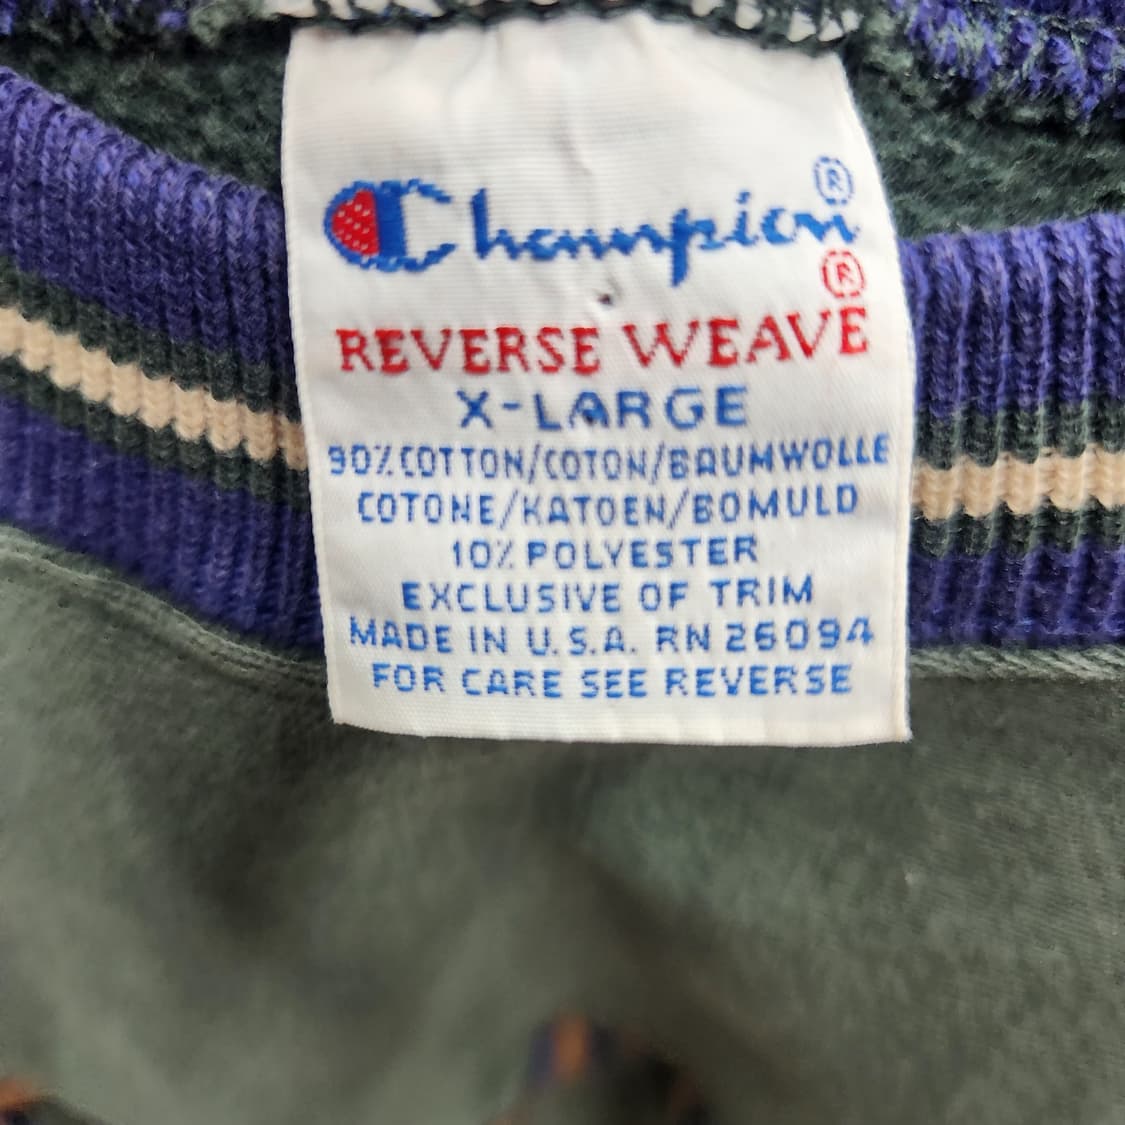 Champion®
®
REVERSE WEAVE
X-LARGE
90% COTTON/COTON/BAUMWOLLE
COTONE/KATOEN/BOMULD
10% POLYESTER
EXCLUSIVE OF TRIM
MADE IN U.S.A. RN 26094
FOR CARE SEE REVERSE